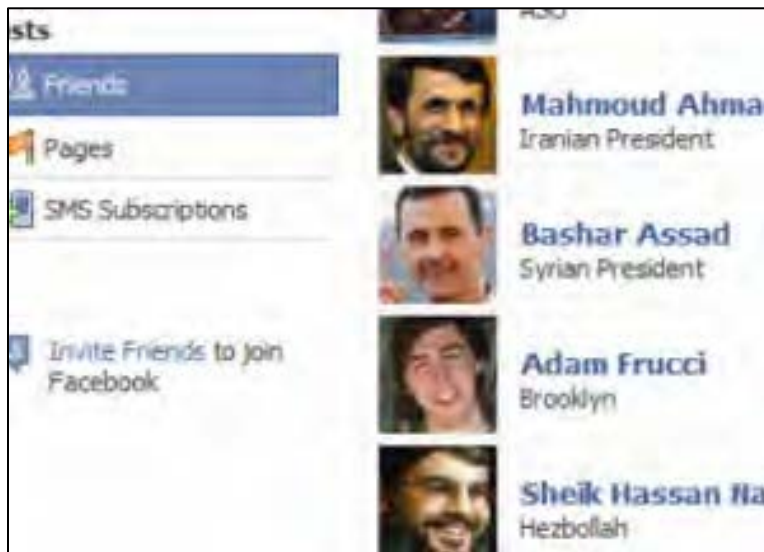 sts
Friends
Pages
SMS Subscriptions
Invite Friends to join
Facebook
Mahmoud Ahma
Iranian President
Bashar Assad
Syrian President
Adam Frucci
Brooklyn
Sheik Hassan Na
Hezbollah